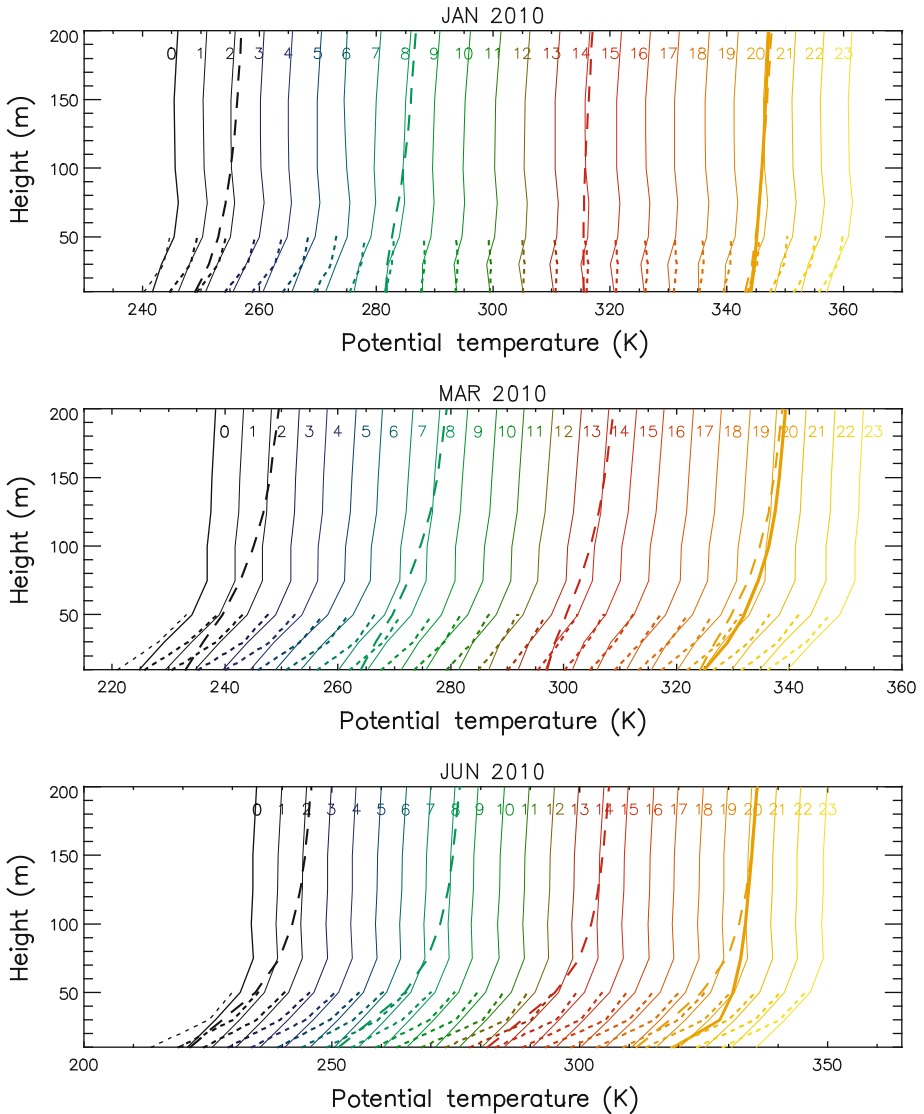 JAN 2010
200
150
100
50
Height (m)
0 1 2 3 4 5 6 7 8 9 10 11 12 13 14 15 16 17 18 19 20 21 22 23
240 260 280 300 320 340 360
Potential temperature (K)
MAR 2010
200
150
100
50
Height (m)
0 1 2 3 4 5 6 7 8 9 10 11 12 13 14 15 16 17 18 19 20 21 22 23
220 240 260 280 300 320 340 360
Potential temperature (K)
JUN 2010
200
150
100
50
Height (m)
0 1 2 3 4 5 6 7 8 9 10 11 12 13 14 15 16 17 18 19 20 21 22 23
200 250 300 350
Potential temperature (K)